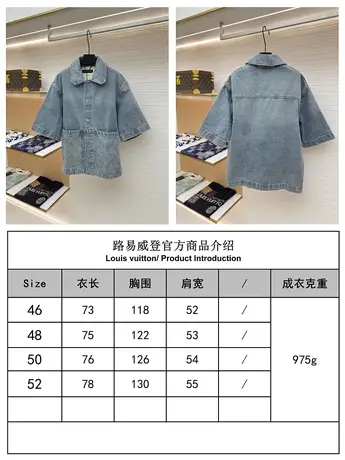 路易威登官方商品介绍
Louis vuitton/ Product Introduction
Size 衣长 胸围 肩宽 / 成衣克重
46 73 118 52 /
48 75 122 53 /
50 76 126 54 / 975g
52 78 130 55 /
/